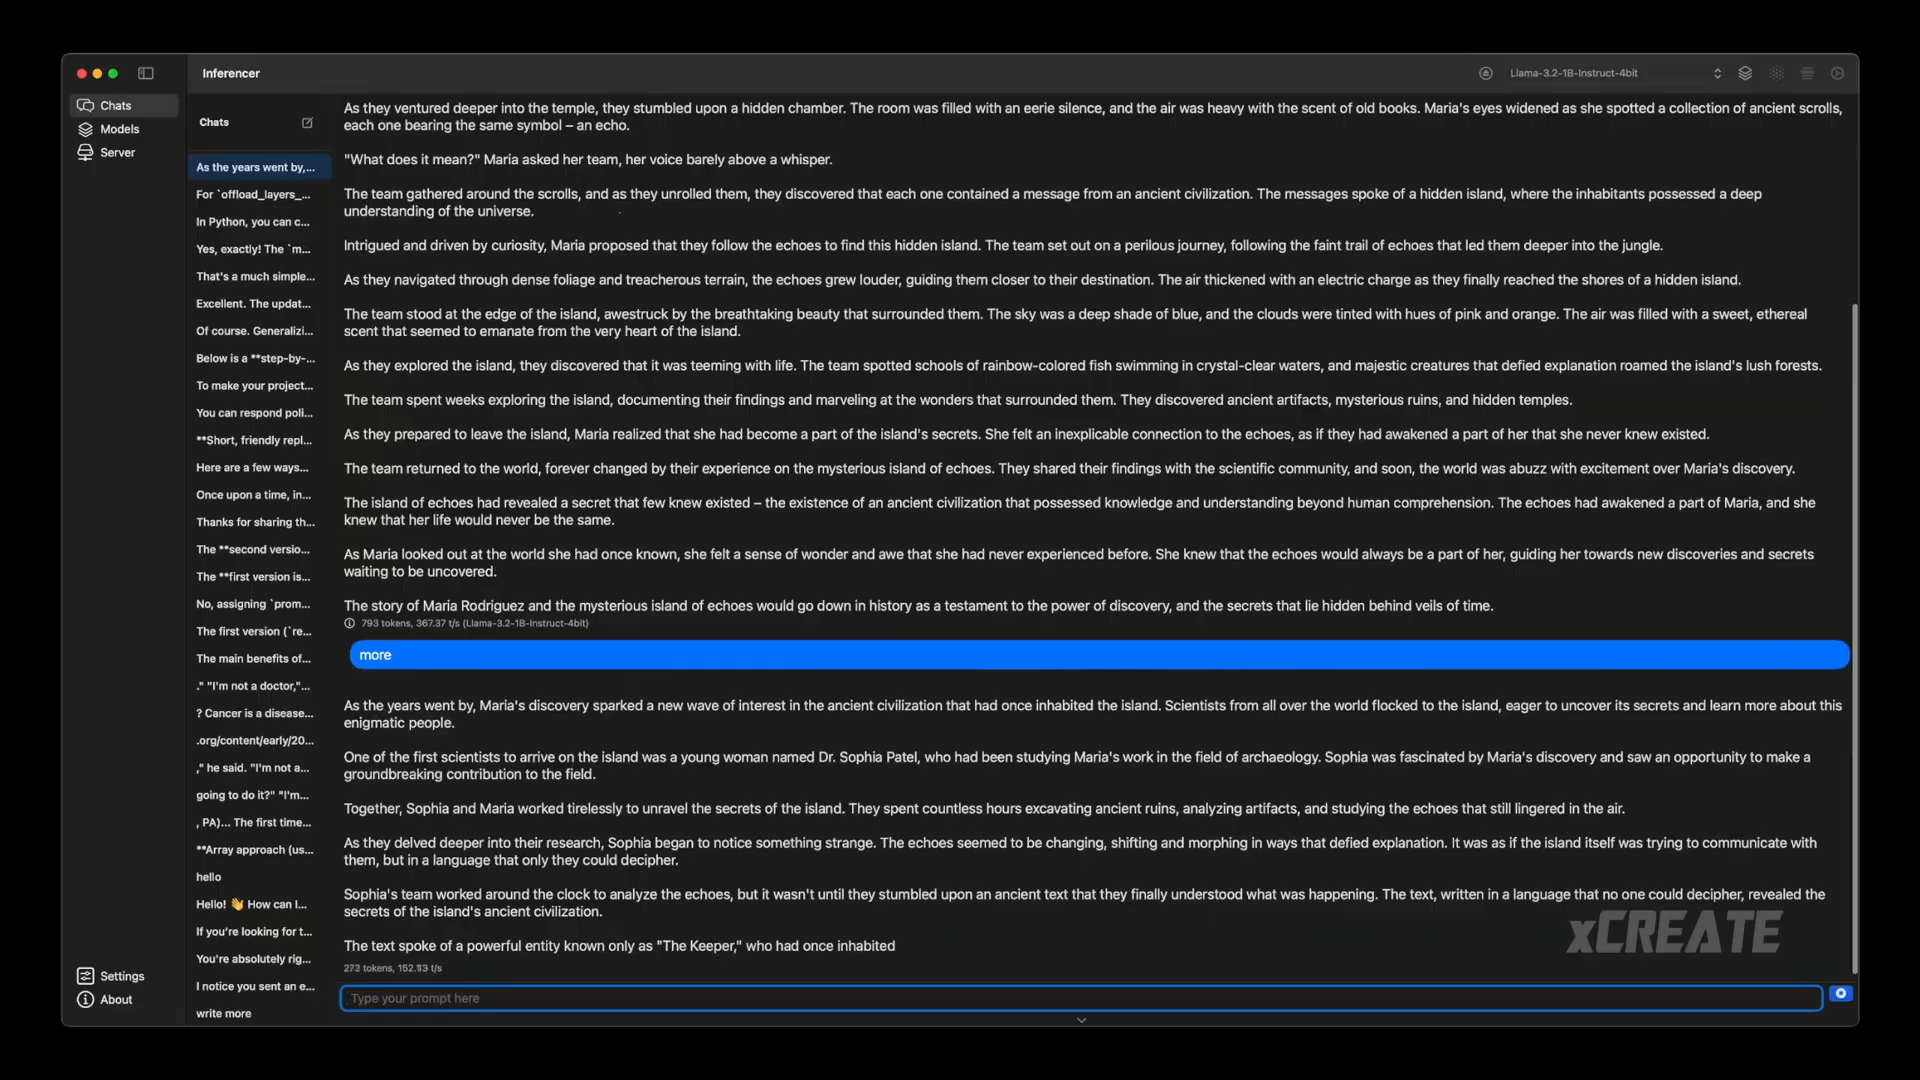 Inferencer
Llama-3.2-1B-Instruct-4bit
Chats
Models
Server
Settings
About
Chats
As the years went by,...
For `offload_layers_...
In Python, you can c...
Yes, exactly! The `m...
That's a much simple...
Excellent. The updat...
Of course. Generalizi...
Below is a **step-by-...
To make your project...
You can respond poli...
**Short, friendly repl...
Here are a few ways...
Once upon a time, in...
Thanks for sharing th...
The **second versio...
The **first version is...
No, assigning `prom...
The first version (`re...
The main benefits of...
." "I'm not a doctor,"...
? Cancer is a disease...
.org/content/early/20...
," he said. "I'm not a...
going to do it?" "I'm...
, PA)... The first time...
**Array approach (us...
hello
Hello! 👋 How can I...
If you're looking for t...
You're absolutely rig...
I notice you sent an e...
write more
As they ventured deeper into the temple, they stumbled upon a hidden chamber. The room was filled with an eerie silence, and the air was heavy with the scent of old books. Maria's eyes widened as she spotted a collection of ancient scrolls,
each one bearing the same symbol – an echo.
"What does it mean?" Maria asked her team, her voice barely above a whisper.
The team gathered around the scrolls, and as they unrolled them, they discovered that each one contained a message from an ancient civilization. The messages spoke of a hidden island, where the inhabitants possessed a deep
understanding of the universe.
Intrigued and driven by curiosity, Maria proposed that they follow the echoes to find this hidden island. The team set out on a perilous journey, following the faint trail of echoes that led them deeper into the jungle.
As they navigated through dense foliage and treacherous terrain, the echoes grew louder, guiding them closer to their destination. The air thickened with an electric charge as they finally reached the shores of a hidden island.
The team stood at the edge of the island, awestruck by the breathtaking beauty that surrounded them. The sky was a deep shade of blue, and the clouds were tinted with hues of pink and orange. The air was filled with a sweet, ethereal
scent that seemed to emanate from the very heart of the island.
As they explored the island, they discovered that it was teeming with life. The team spotted schools of rainbow-colored fish swimming in crystal-clear waters, and majestic creatures that defied explanation roamed the island's lush forests.
The team spent weeks exploring the island, documenting their findings and marveling at the wonders that surrounded them. They discovered ancient artifacts, mysterious ruins, and hidden temples.
As they prepared to leave the island, Maria realized that she had become a part of the island's secrets. She felt an inexplicable connection to the echoes, as if they had awakened a part of her that she never knew existed.
The team returned to the world, forever changed by their experience on the mysterious island of echoes. They shared their findings with the scientific community, and soon, the world was abuzz with excitement over Maria's discovery.
The island of echoes had revealed a secret that few knew existed – the existence of an ancient civilization that possessed knowledge and understanding beyond human comprehension. The echoes had awakened a part of Maria, and she
knew that her life would never be the same.
As Maria looked out at the world she had once known, she felt a sense of wonder and awe that she had never experienced before. She knew that the echoes would always be a part of her, guiding her towards new discoveries and secrets
waiting to be uncovered.
The story of Maria Rodriguez and the mysterious island of echoes would go down in history as a testament to the power of discovery, and the secrets that lie hidden behind veils of time.
793 tokens, 367.37 t/s (Llama-3.2-1B-Instruct-4bit)
more
As the years went by, Maria's discovery sparked a new wave of interest in the ancient civilization that had once inhabited the island. Scientists from all over the world flocked to the island, eager to uncover its secrets and learn more about this
enigmatic people.
One of the first scientists to arrive on the island was a young woman named Dr. Sophia Patel, who had been studying Maria's work in the field of archaeology. Sophia was fascinated by Maria's discovery and saw an opportunity to make a
groundbreaking contribution to the field.
Together, Sophia and Maria worked tirelessly to unravel the secrets of the island. They spent countless hours excavating ancient ruins, analyzing artifacts, and studying the echoes that still lingered in the air.
As they delved deeper into their research, Sophia began to notice something strange. The echoes seemed to be changing, shifting and morphing in ways that defied explanation. It was as if the island itself was trying to communicate with
them, but in a language that only they could decipher.
Sophia's team worked around the clock to analyze the echoes, but it wasn't until they stumbled upon an ancient text that they finally understood what was happening. The text, written in a language that no one could decipher, revealed the
secrets of the island's ancient civilization.
The text spoke of a powerful entity known only as "The Keeper," who had once inhabited
tokens, t/s
Type your prompt here
xCREATE